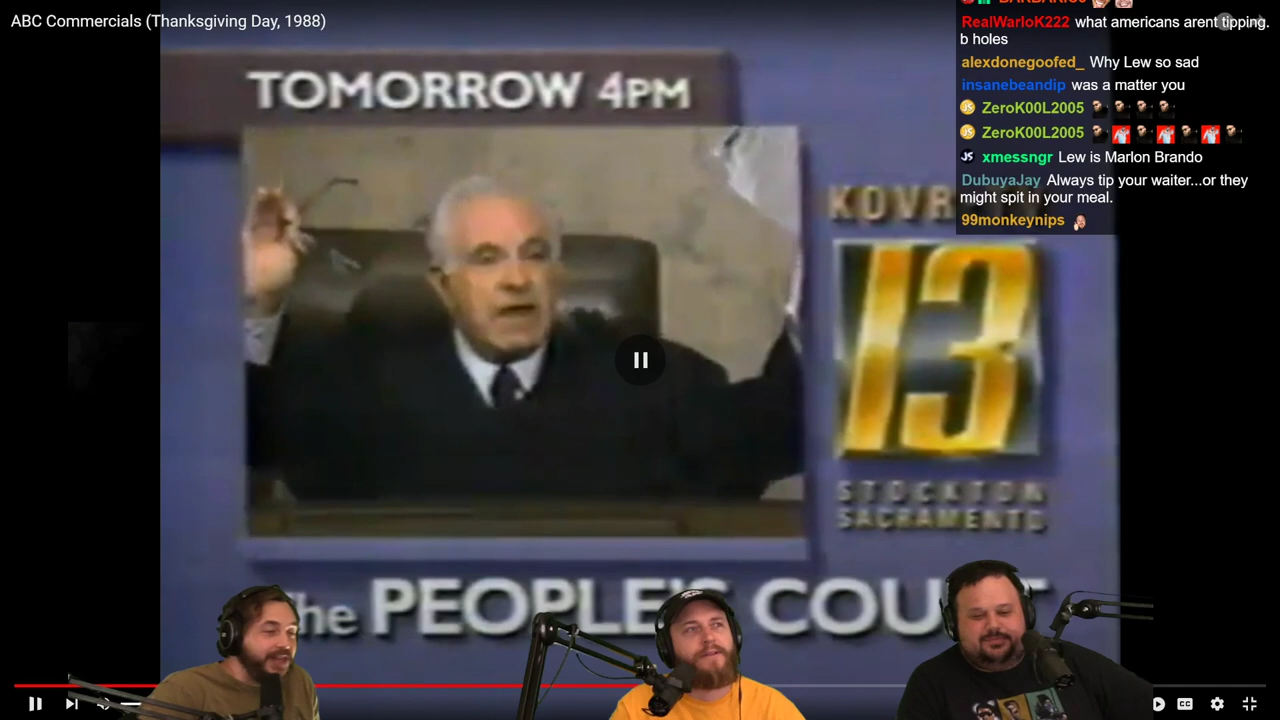 ABC Commercials (Thanksgiving Day, 1988)
RealWarloK222 what americans arent tipping.
b holes
alexdonegoofed_ Why Lew so sad
insanebeandip was a matter you
ZeroK00L2005
ZeroK00L2005
xmessngr Lew is Marlon Brando
DubuyaJay Always tip your waiter...or they
might spit in your meal.
99monkeynips
TOMORROW 4PM
KOVR
13
STOCKTON
SACRAMENTO
The PEOPLE'S COU